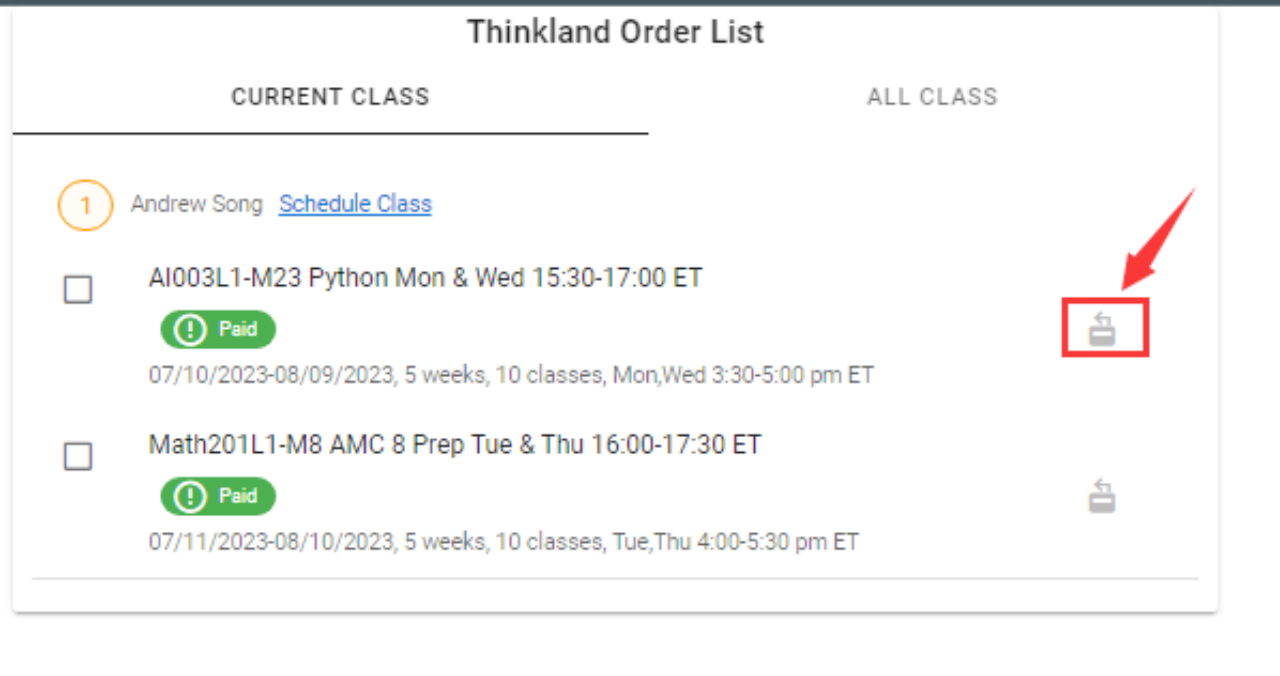 Thinkland Order List
CURRENT CLASS
ALL CLASS
1 Andrew Song Schedule Class
AI003L1-M23 Python Mon & Wed 15:30-17:00 ET
Paid
07/10/2023-08/09/2023, 5 weeks, 10 classes, Mon,Wed 3:30-5:00 pm ET
Math201L1-M8 AMC 8 Prep Tue & Thu 16:00-17:30 ET
Paid
07/11/2023-08/10/2023, 5 weeks, 10 classes, Tue,Thu 4:00-5:30 pm ET